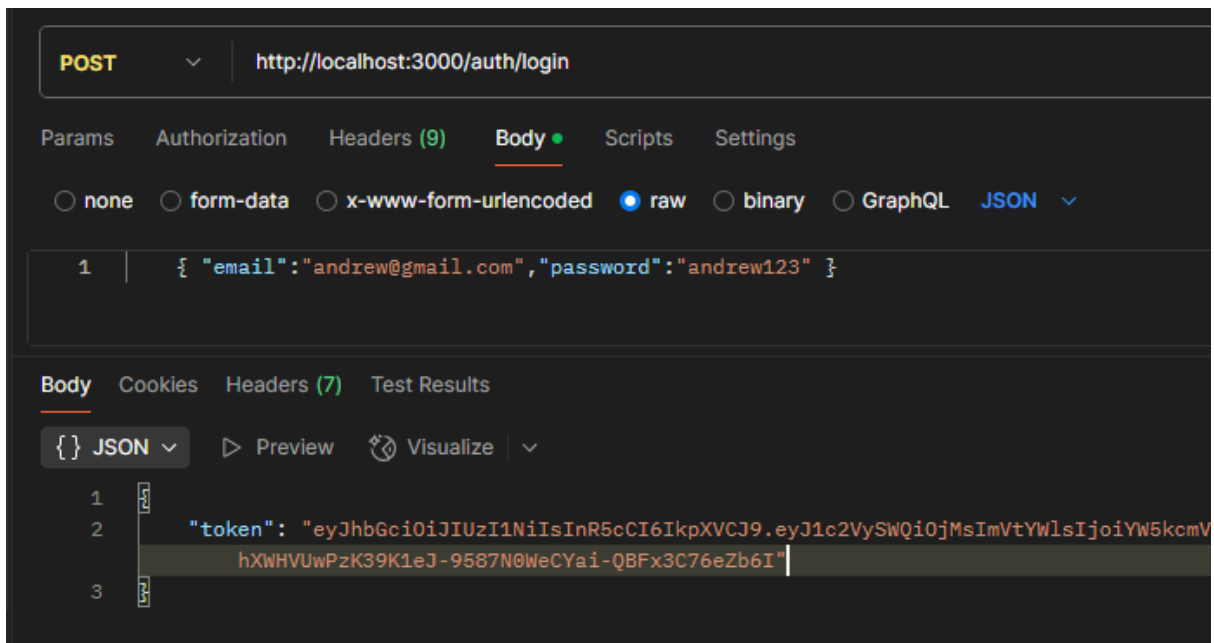 POST http://localhost:3000/auth/login
Params Authorization Headers (9) Body Scripts Settings
none form-data x-www-form-urlencoded raw binary GraphQL JSON
1 { "email":"andrew@gmail.com","password":"andrew123" }
Body Cookies Headers (7) Test Results
{} JSON Preview Visualize
1 {
2 "token": "eyJhbGciOiJIUzI1NiIsInR5cCI6IkpXVCJ9.eyJ1c2VySWQiOjMsImVtYWlsIjoiYW5kcmV
hXWHVUwPzK39K1eJ-9587N0WeCYai-QBFx3C76eZb6I"
3 }